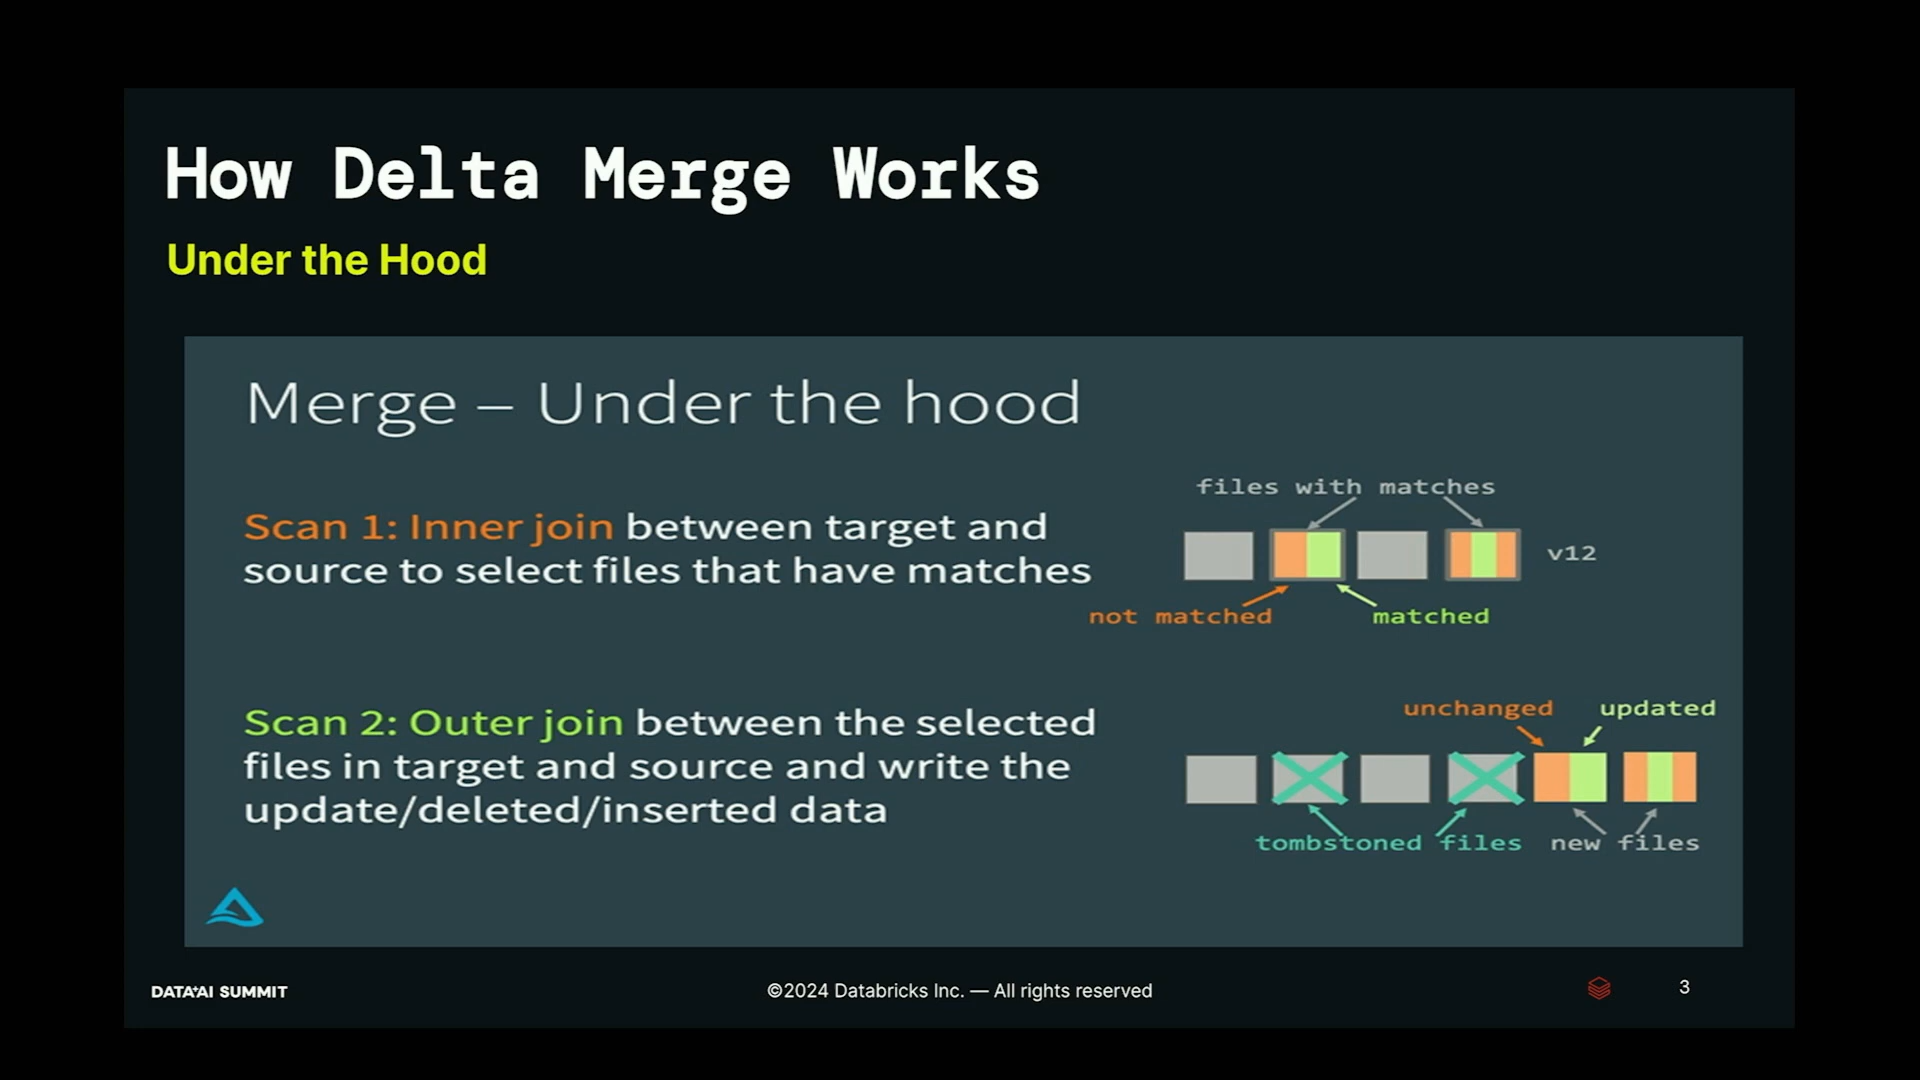 How Delta Merge Works
Under the Hood
Merge – Under the hood
Scan 1: Inner join between target and
source to select files that have matches
files with matches
v12
not matched
matched
Scan 2: Outer join between the selected
files in target and source and write the
update/deleted/inserted data
unchanged
updated
tombstoned files
new files
DATA+AI SUMMIT
©2024 Databricks Inc. — All rights reserved
3